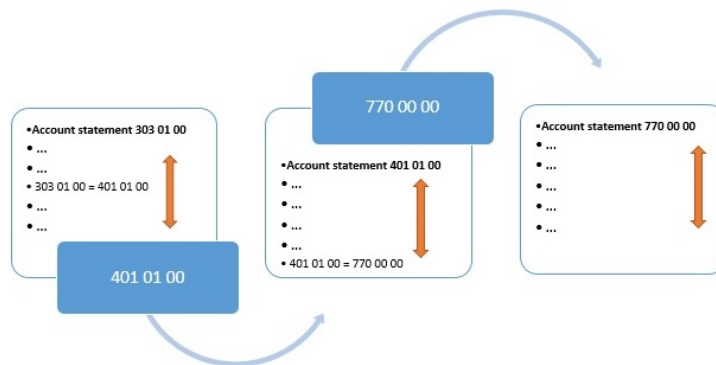 •Account statement 303 01 00
• ...
• ...
• 303 01 00 = 401 01 00
• ...
• ...
401 01 00
770 00 00
•Account statement 401 01 00
• ...
• ...
• ...
• ...
• 401 01 00 = 770 00 00
•Account statement 770 00 00
• ...
• ...
• ...
• ...
• ...